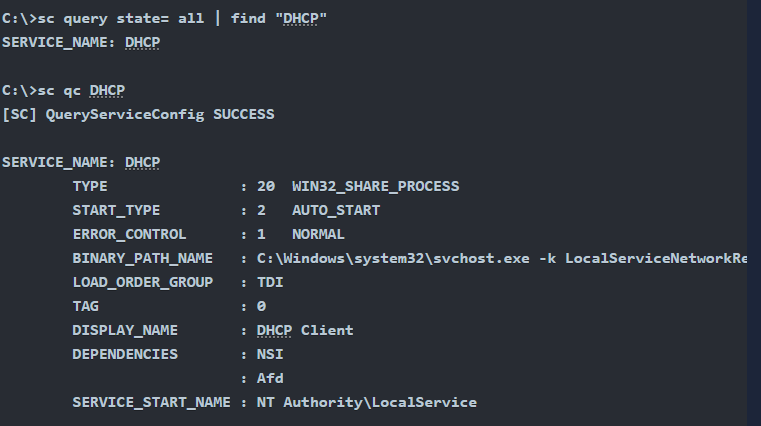 C:\>sc query state= all | find "DHCP"
SERVICE_NAME: DHCP
C:\>sc qc DHCP
[SC] QueryServiceConfig SUCCESS
SERVICE_NAME: DHCP
TYPE : 20 WIN32_SHARE_PROCESS
START_TYPE : 2 AUTO_START
ERROR_CONTROL : 1 NORMAL
BINARY_PATH_NAME : C:\Windows\system32\svchost.exe -k LocalServiceNetworkRe
LOAD_ORDER_GROUP : TDI
TAG : 0
DISPLAY_NAME : DHCP Client
DEPENDENCIES : NSI
: Afd
SERVICE_START_NAME : NT Authority\LocalService